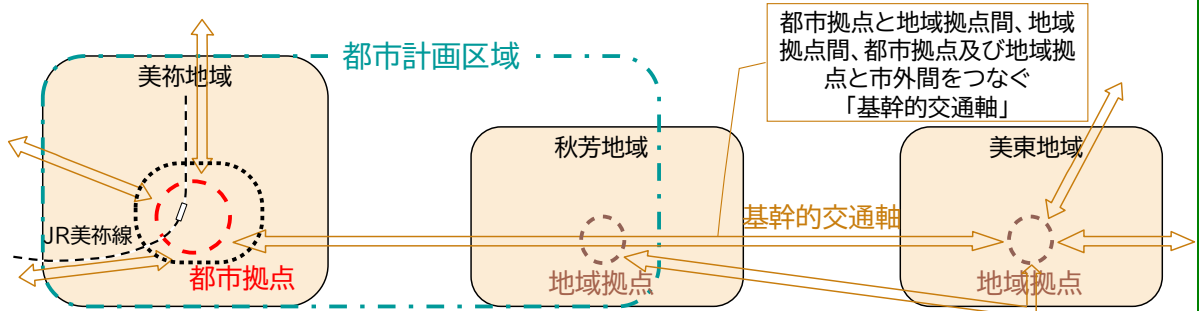 都市計画区域
都市拠点と地域拠点間、地域
拠点間、都市拠点及び地域拠
点と市外間をつなぐ
「基幹的交通軸」
美祢地域
秋芳地域
美東地域
JR美祢線
基幹的交通軸
都市拠点
地域拠点
地域拠点